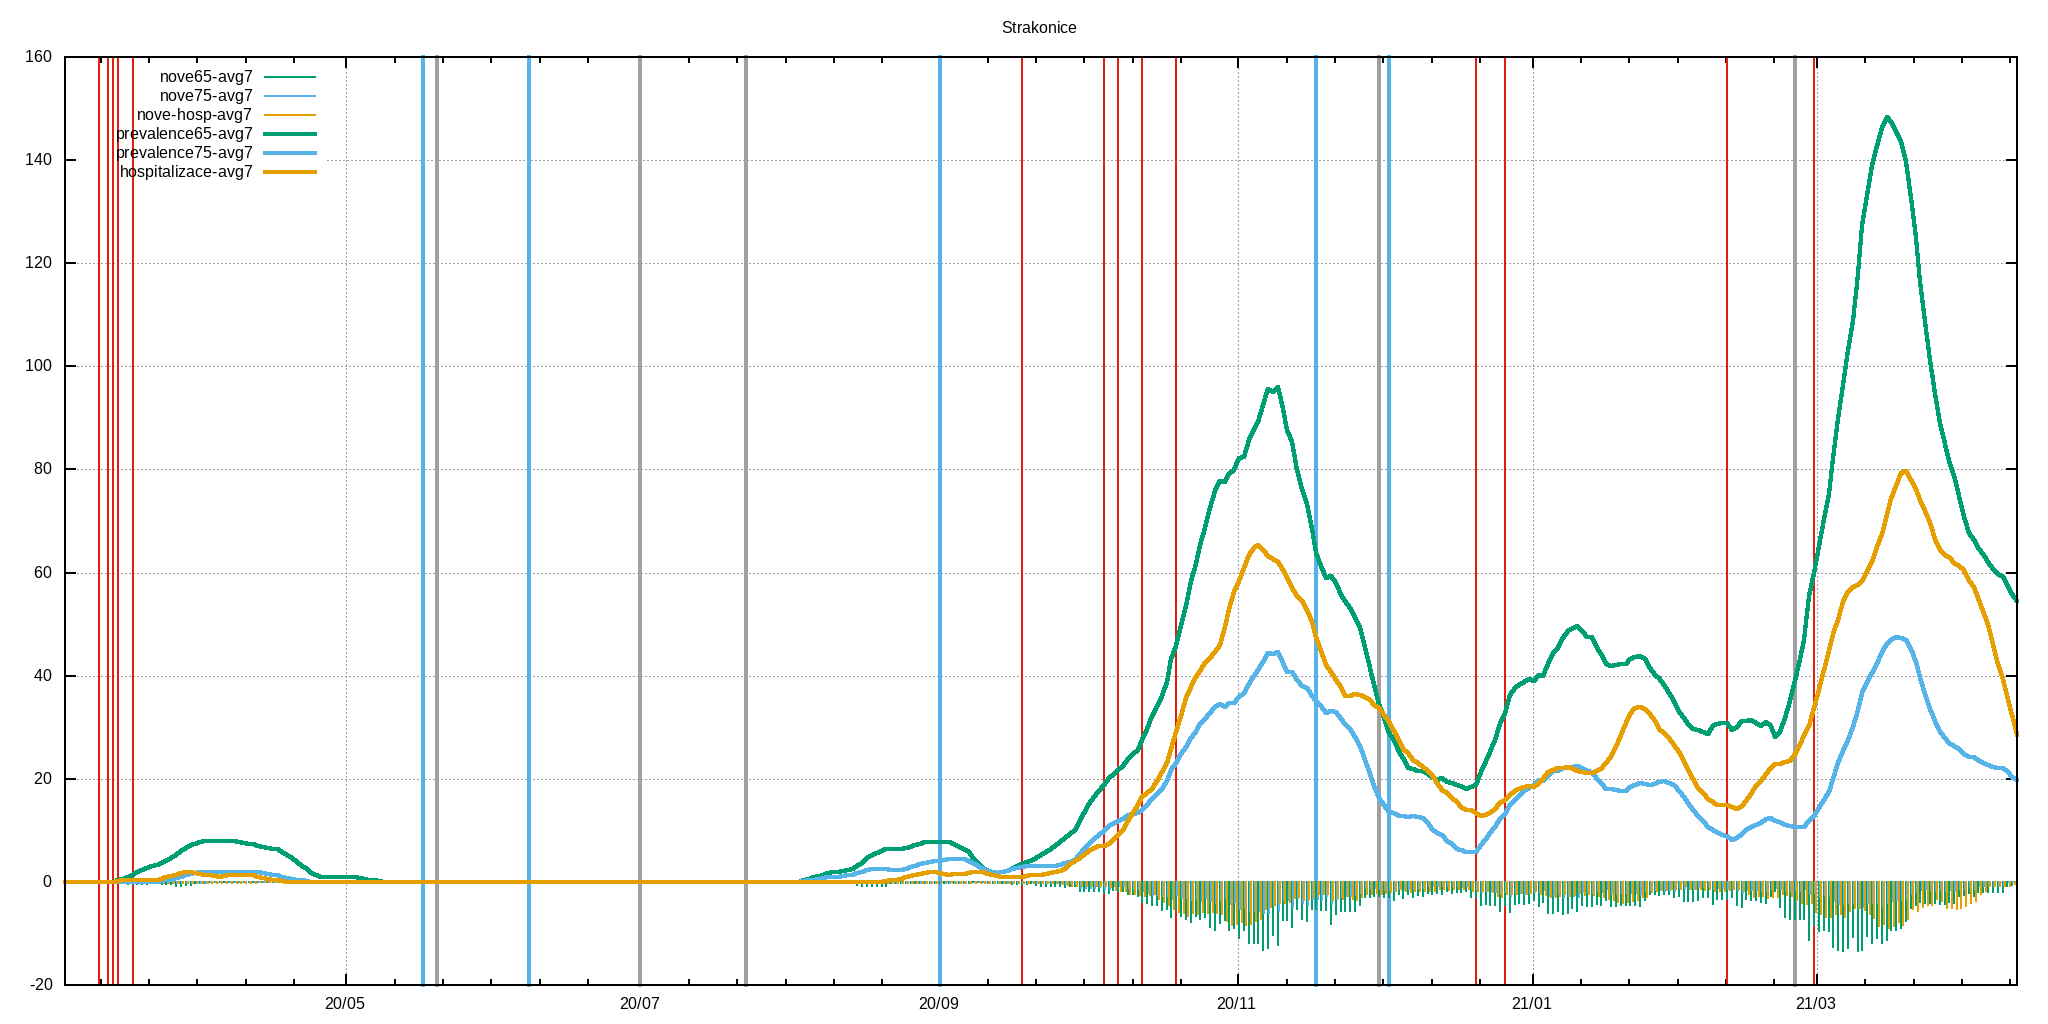 Strakonice
160
140
120
100
80
60
40
20
0
-20
nove65-avg7
nove75-avg7
nove-hosp-avg7
prevalence65-avg7
prevalence75-avg7
hospitalizace-avg7
20/05 20/07 20/09 20/11 21/01 21/03